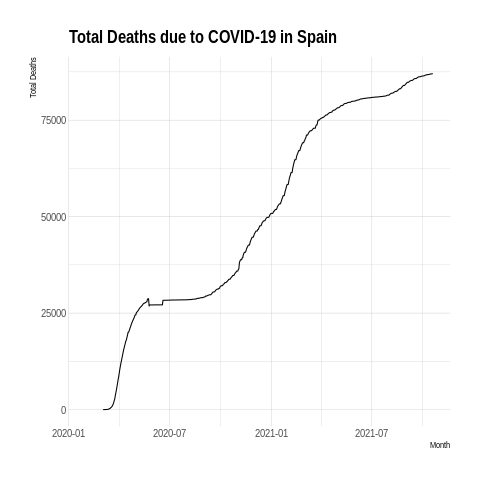 Total Deaths due to COVID-19 in Spain
Total Deaths
75000
50000
25000
0
2020-01 2020-07 2021-01 2021-07
Month